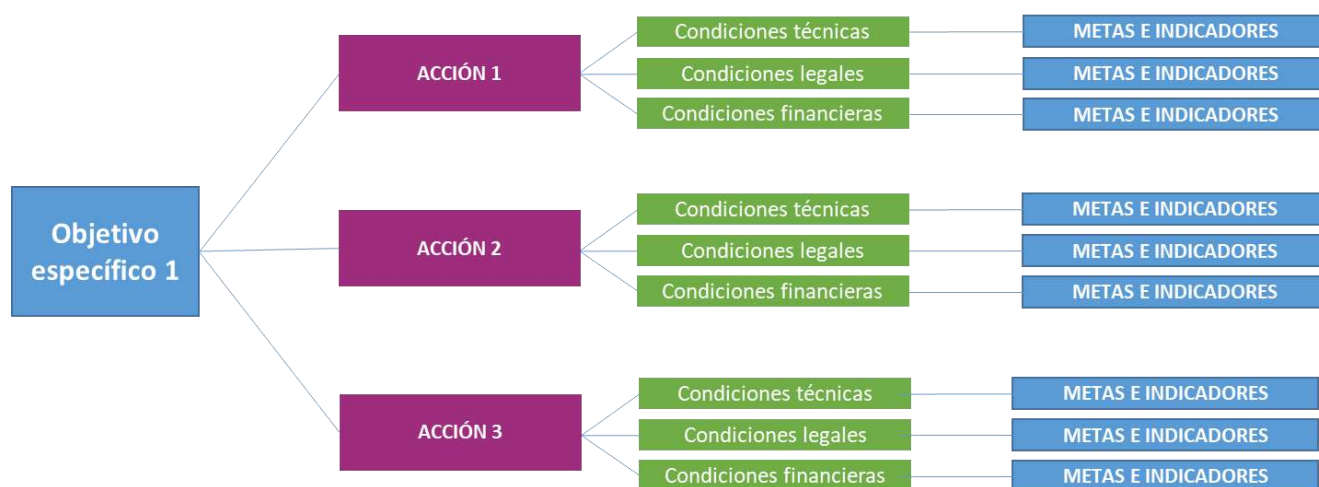 Condiciones técnicas
METAS E INDICADORES
ACCIÓN 1
Condiciones legales
METAS E INDICADORES
Condiciones financieras
METAS E INDICADORES
Objetivo
específico 1
Condiciones técnicas
METAS E INDICADORES
ACCIÓN 2
Condiciones legales
METAS E INDICADORES
Condiciones financieras
METAS E INDICADORES
Condiciones técnicas
METAS E INDICADORES
ACCIÓN 3
Condiciones legales
METAS E INDICADORES
Condiciones financieras
METAS E INDICADORES